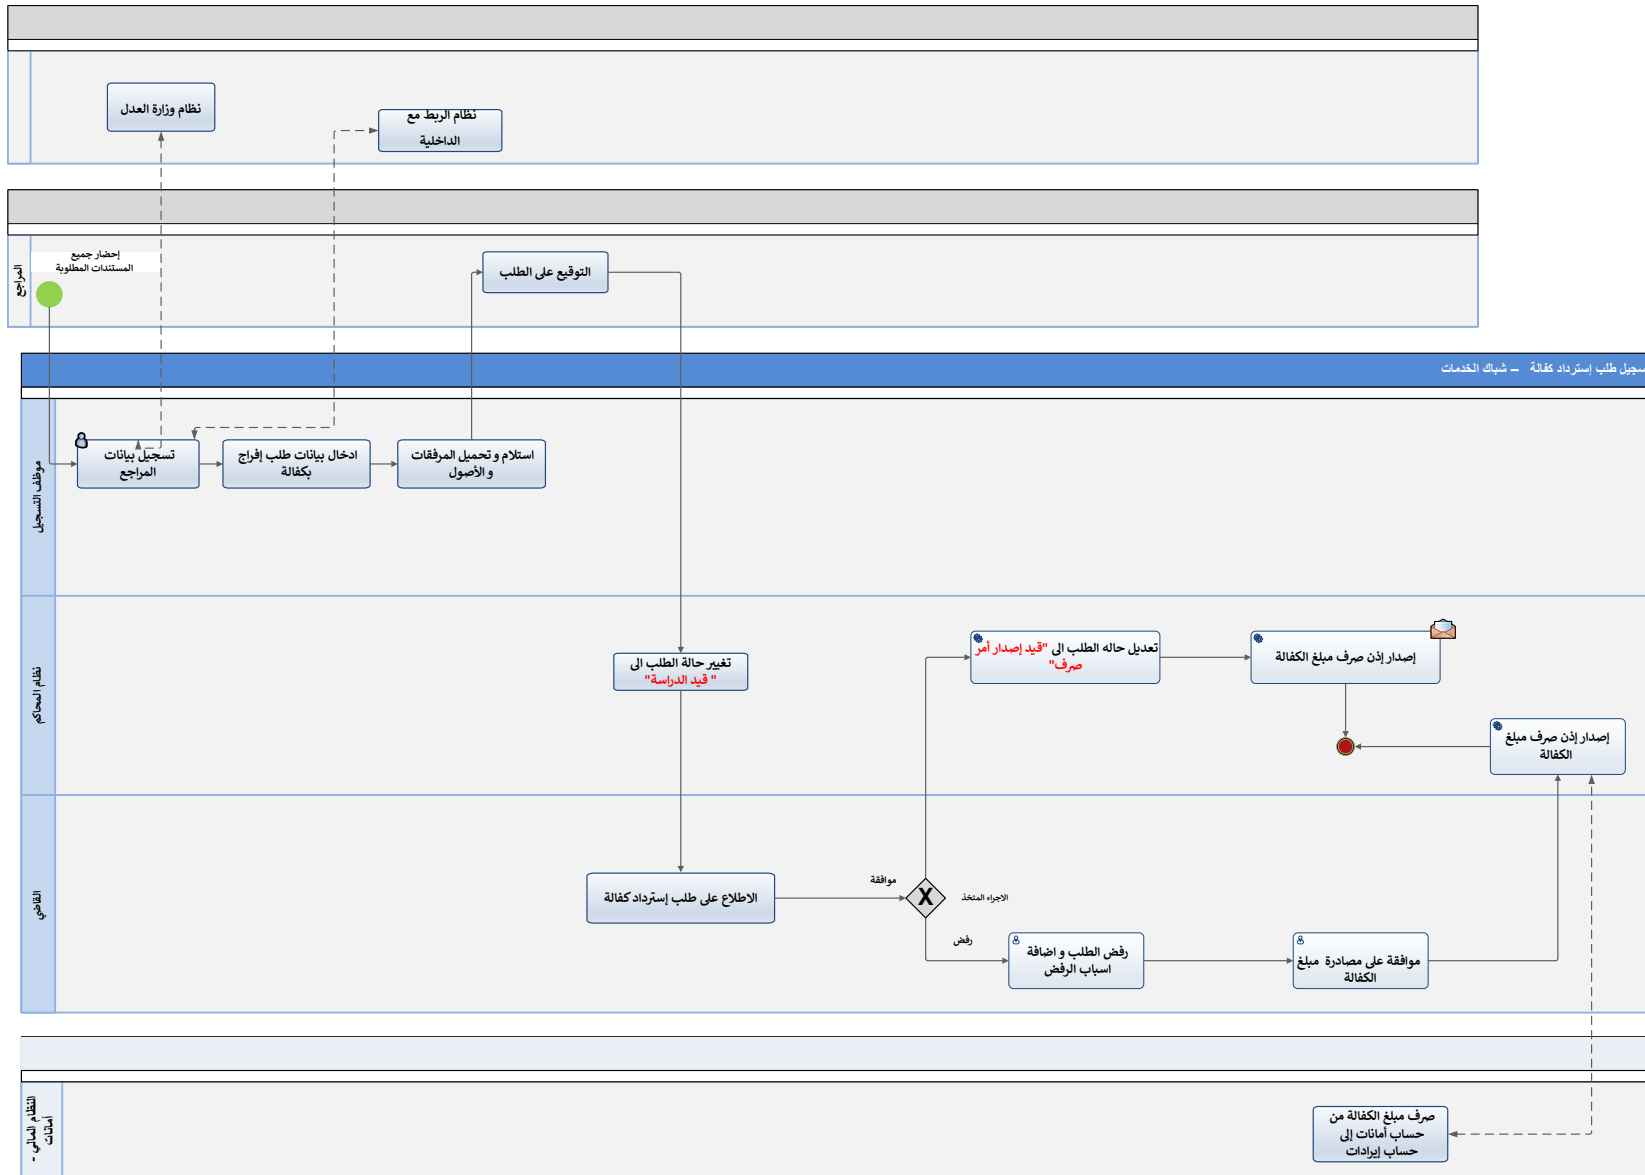 نظام وزارة العدل
نظام الربط مع
الداخلية
المراجع
إحضار جميع
المستندات المطلوبة
التوقيع على الطلب
سجيل طلب إسترداد كفالة – شباك الخدمات
موظف التسجيل
تسجيل بيانات
المراجع
ادخال بيانات طلب إفراج
بكفالة
استلام و تحميل المرفقات
و الأصول
نظام المحاكم
تغيير حالة الطلب الى
" قيد الدراسة"
تعديل حاله الطلب الى "قيد إصدار أمر
صرف"
إصدار إذن صرف مبلغ الكفالة
إصدار إذن صرف مبلغ
الكفالة
القاضي
الاطلاع على طلب إسترداد كفالة
موافقة
X
الاجراء المتخذ
رفض
رفض الطلب و اضافة
اسباب الرفض
موافقة على مصادرة مبلغ
الكفالة
النظام المالي -
أمانات
صرف مبلغ الكفالة من
حساب أمانات إلى
حساب إيرادات